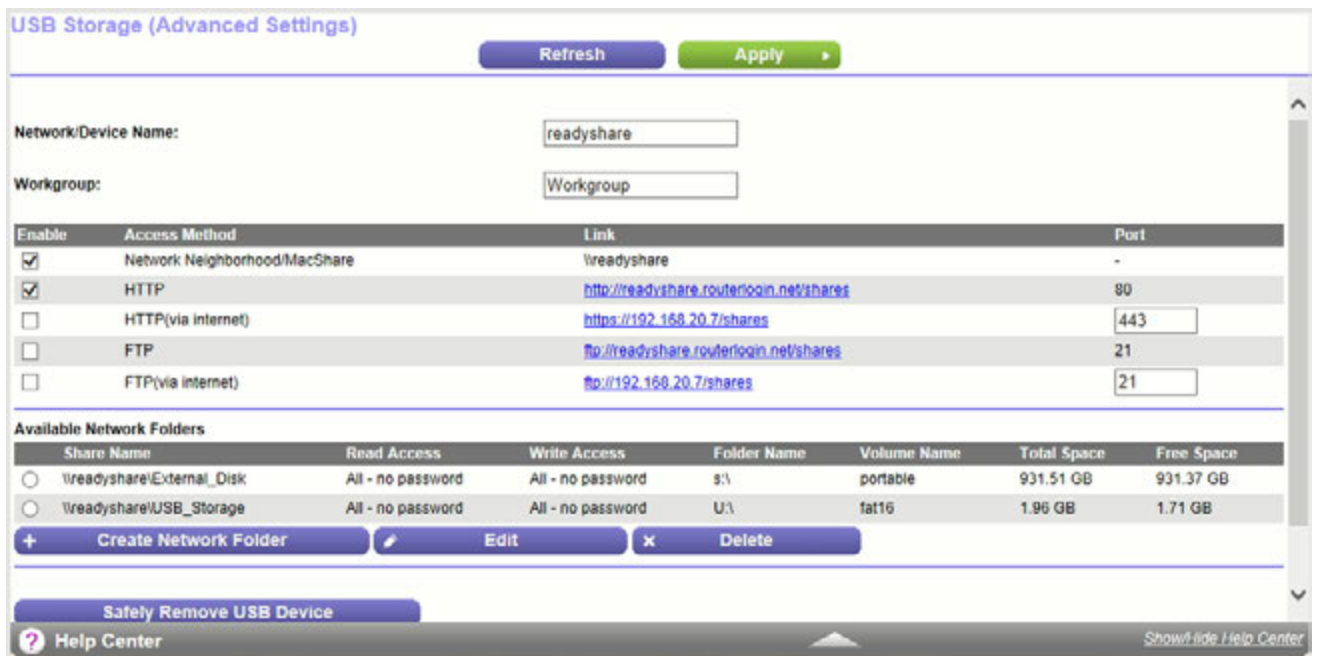 USB Storage (Advanced Settings)
Refresh
Apply
Network/Device Name: readyshare
Workgroup: Workgroup
Enable Access Method Link Port
Network Neighborhood/MacShare \\readyshare -
HTTP http://readyshare.routerlogin.net/shares 80
HTTP(via internet) https://192.168.20.7/shares 443
FTP ftp://readyshare.routerlogin.net/shares 21
FTP(via internet) ftp://192.168.20.7/shares 21
Available Network Folders
Share Name Read Access Write Access Folder Name Volume Name Total Space Free Space
\\readyshare\External_Disk All - no password All - no password s:\ portable 931.51 GB 931.37 GB
\\readyshare\USB_Storage All - no password All - no password U:\ fat16 1.96 GB 1.71 GB
+ Create Network Folder Edit x Delete
Safely Remove USB Device
? Help Center Show/Hide Help Center